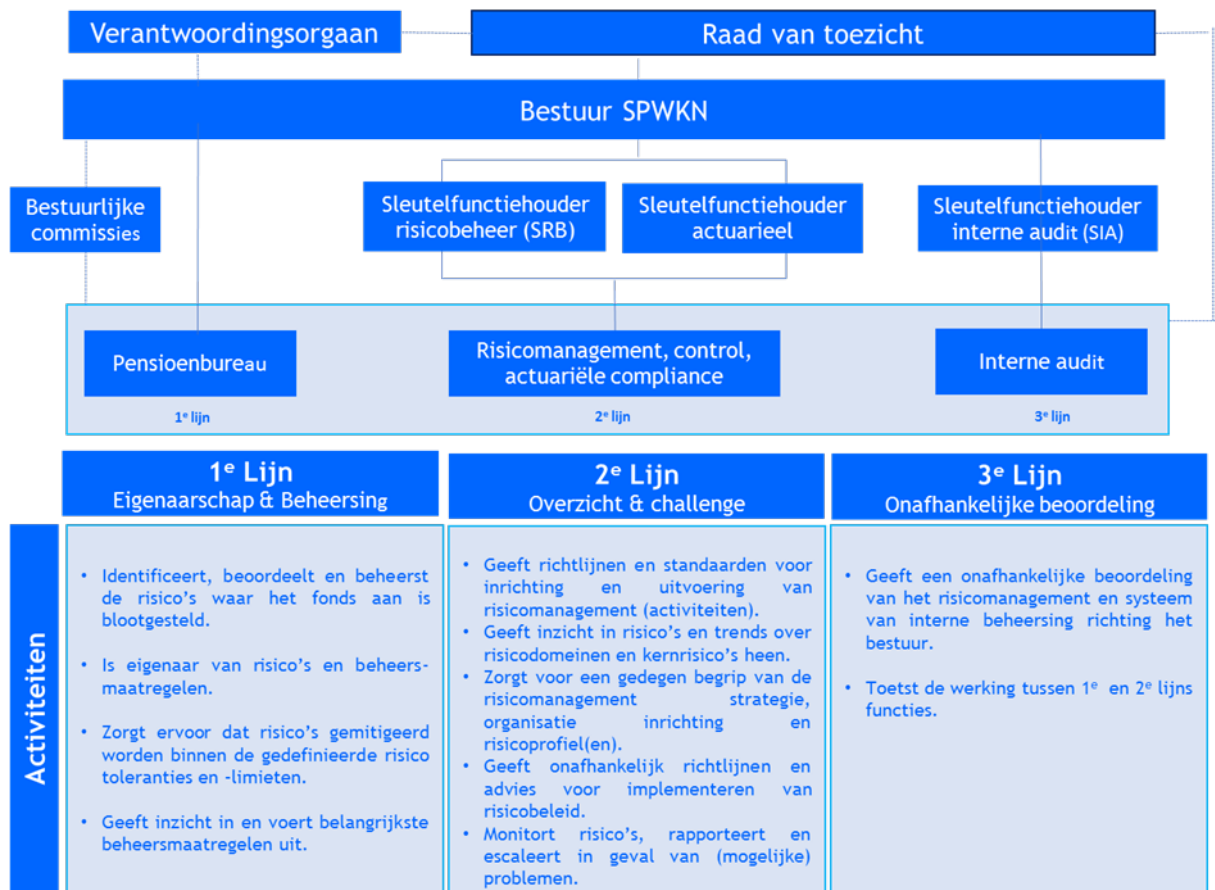 Verantwoordingsorgaan
Raad van toezicht
Bestuur SPWKN
Bestuurlijke
commissies
Sleutelfunctiehouder
risicobeheer (SRB)
Sleutelfunctiehouder
actuarieel
Sleutelfunctiehouder
interne audit (SIA)
Pensioenbureau
Risicomanagement, control,
actuariële compliance
Interne audit
1e lijn
2e lijn
3e lijn
1e Lijn
Eigenaarschap & Beheersing
2e Lijn
Overzicht & challenge
3e Lijn
Onafhankelijke beoordeling
Activiteiten
• Identificeert, beoordeelt en beheerst
de risico's waar het fonds aan is
blootgesteld.
• Is eigenaar van risico's en beheers-
maatregelen.
• Zorgt ervoor dat risico's gemitigeerd
worden binnen de gedefinieerde risico
toleranties en -limieten.
• Geeft inzicht in en voert belangrijkste
beheersmaatregelen uit.
• Geeft richtlijnen en standaarden voor
inrichting en uitvoering van
risicomanagement (activiteiten).
• Geeft inzicht in risico's en trends over
risicodomeinen en kernrisico's heen.
• Zorgt voor een gedegen begrip van de
risicomanagement strategie,
organisatie inrichting en
risicoprofiel(en).
• Geeft onafhankelijk richtlijnen en
advies voor implementeren van
risicobeleid.
• Monitort risico's, rapporteert en
escaleert in geval van (mogelijke)
problemen.
• Geeft een onafhankelijke beoordeling
van het risicomanagement en systeem
van interne beheersing richting het
bestuur.
• Toetst de werking tussen 1e en 2e lijns
functies.